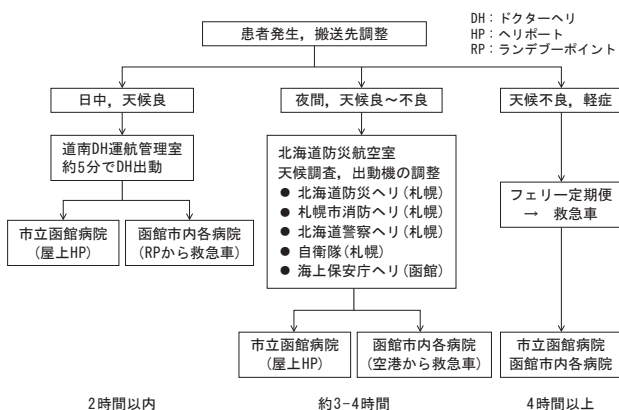 患者発生，搬送先調整
DH：ドクターヘリ
HP：ヘリポート
RP：ランデブーポイント
日中，天候良
夜間，天候良～不良
天候不良，軽症
道南DH運航管理室
約5分でDH出動
北海道防災航空室
天候調査，出動機の調整
● 北海道防災ヘリ(札幌)
● 札幌市消防ヘリ(札幌)
● 北海道警察ヘリ(札幌)
● 自衛隊(札幌)
● 海上保安庁ヘリ(函館)
フェリー定期便
→ 救急車
市立函館病院
(屋上HP)
函館市内各病院
(RPから救急車)
市立函館病院
(屋上HP)
函館市内各病院
(空港から救急車)
市立函館病院
函館市内各病院
2時間以内
約3-4時間
4時間以上